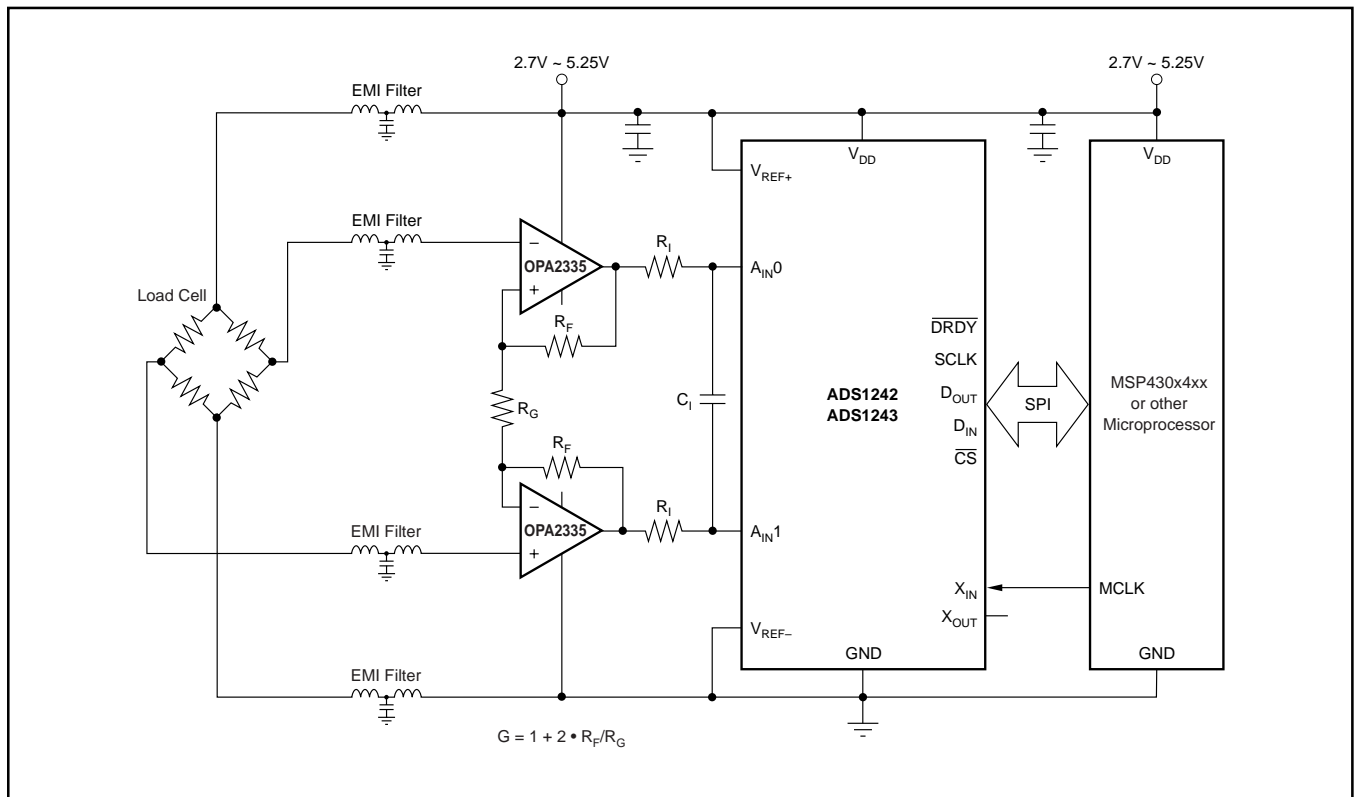 2.7V ~ 5.25V
2.7V ~ 5.25V
EMI Filter
V_DD
V_DD
V_REF+
EMI Filter
−
OPA2335
+
R_I
A_IN0
Load Cell
R_F
DRDY
SCLK
D_OUT
D_IN
CS
ADS1242
ADS1243
SPI
MSP430x4xx
or other
Microprocessor
R_G
C_I
R_F
−
OPA2335
+
R_I
A_IN1
EMI Filter
X_IN
MCLK
X_OUT
V_REF−
GND
GND
EMI Filter
G = 1 + 2 • R_F/R_G